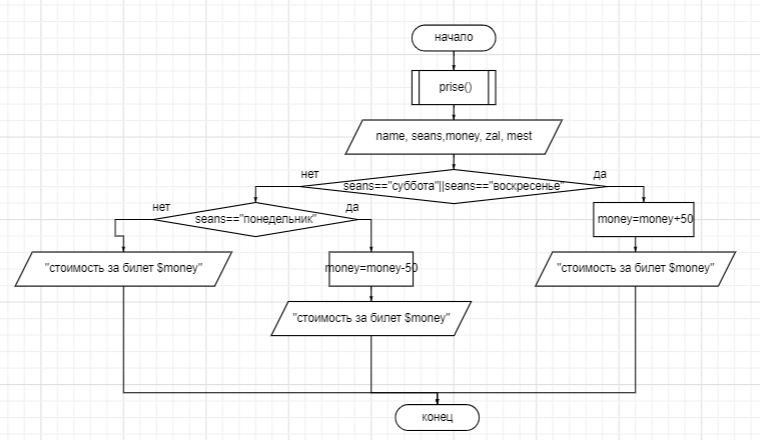 начало
prise()
name, seans,money, zal, mest
нет
да
seans=="суббота"||seans=="воскресенье"
нет
да
seans=="понедельник"
money=money+50
"стоимость за билет $money"
money=money-50
"стоимость за билет $money"
"стоимость за билет $money"
конец